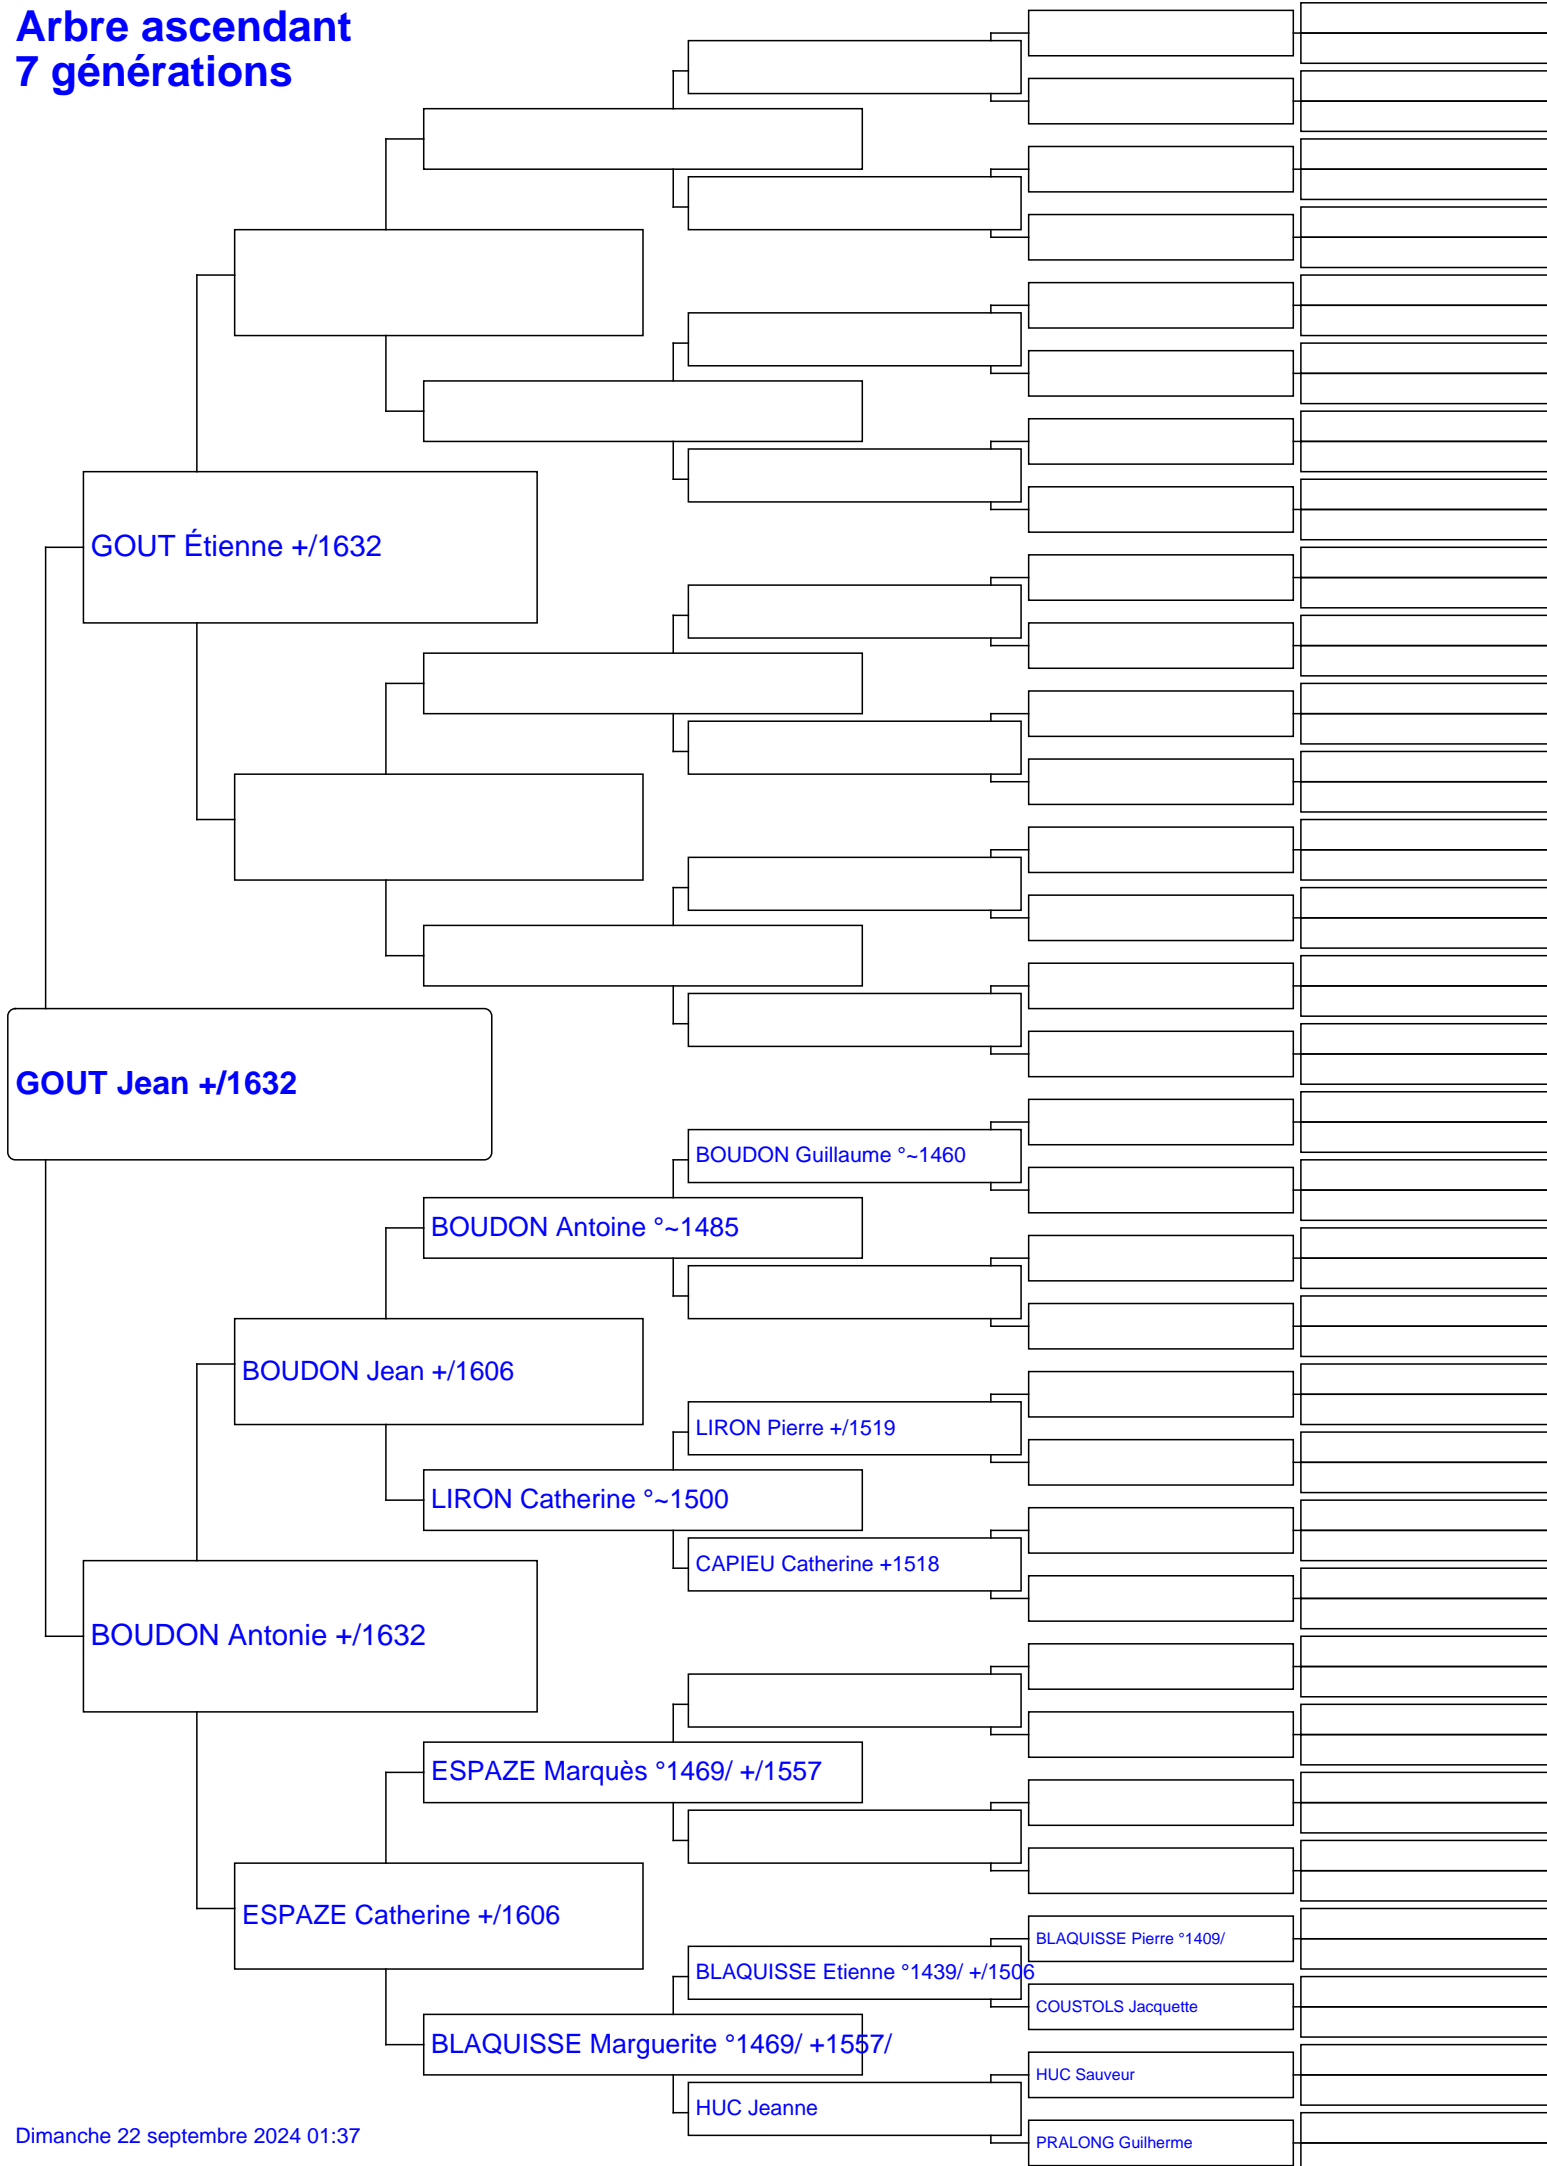 Arbre ascendant
7 générations
GOUT Étienne +/1632
GOUT Jean +/1632
BOUDON Guillaume °~1460
BOUDON Antoine °~1485
BOUDON Jean +/1606
LIRON Pierre +/1519
LIRON Catherine °~1500
CAPIEU Catherine +1518
BOUDON Antonie +/1632
ESPAZE Marquès °1469/ +/1557
ESPAZE Catherine +/1606
BLAQUISSE Pierre °1409/
BLAQUISSE Etienne °1439/ +/1506
COUSTOLS Jacquette
BLAQUISSE Marguerite °1469/ +1557/
HUC Sauveur
HUC Jeanne
PRALONG Guilherme
Dimanche 22 septembre 2024 01:37